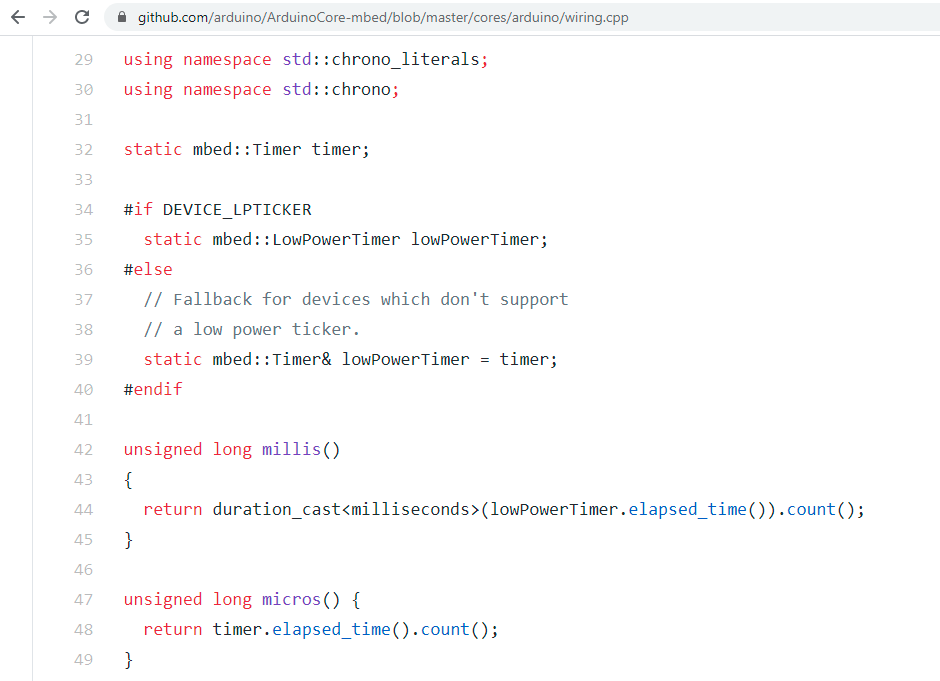 github.com/arduino/ArduinoCore-mbed/blob/master/cores/arduino/wiring.cpp
29 using namespace std::chrono_literals;
30 using namespace std::chrono;
31
32 static mbed::Timer timer;
33
34 #if DEVICE_LPTICKER
35   static mbed::LowPowerTimer lowPowerTimer;
36 #else
37   // Fallback for devices which don't support
38   // a low power ticker.
39   static mbed::Timer& lowPowerTimer = timer;
40 #endif
41
42 unsigned long millis()
43 {
44   return duration_cast<milliseconds>(lowPowerTimer.elapsed_time()).count();
45 }
46
47 unsigned long micros() {
48   return timer.elapsed_time().count();
49 }